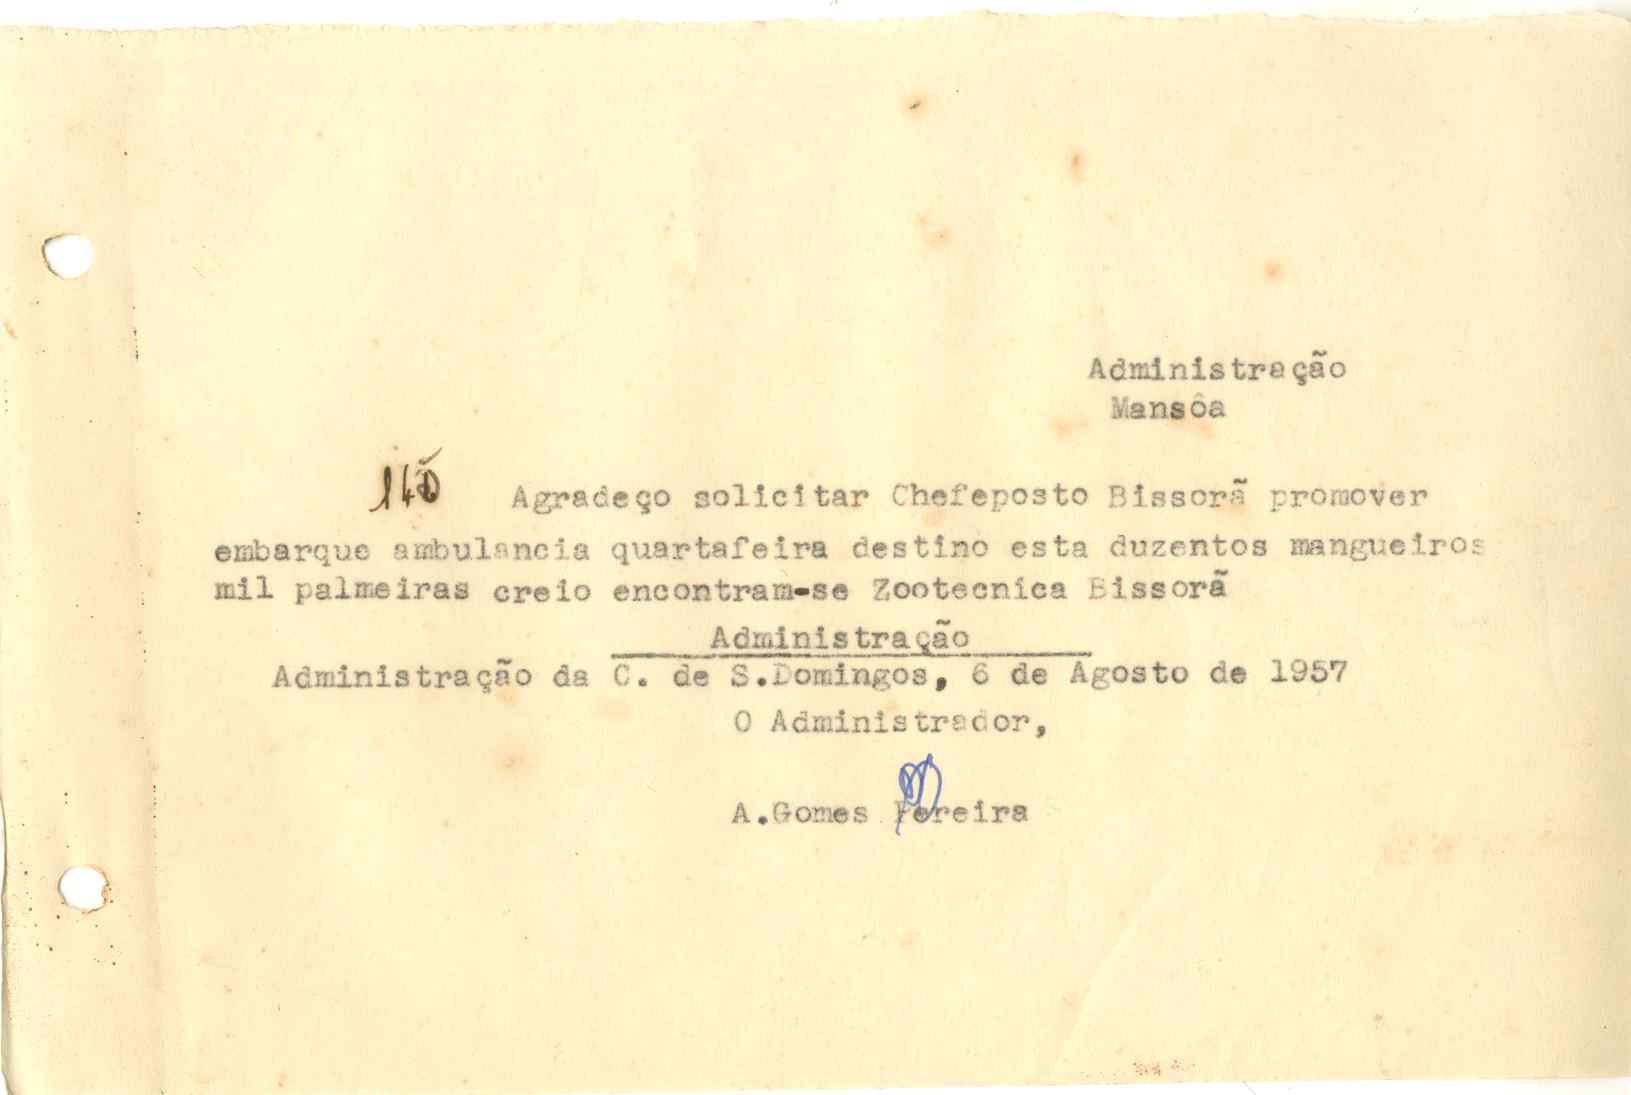 Administração
Mansôa
Agradeço solicitar Chefeposto Bissorã promover
embarque ambulancia quartafeira destino esta duzentos mangueiros
mil palmeiras creio encontram-se Zootecnica Bissorã
Administração
Administração da C. de S.Domingos, 6 de Agosto de 1957
O Administrador,
A.Gomes Pereira